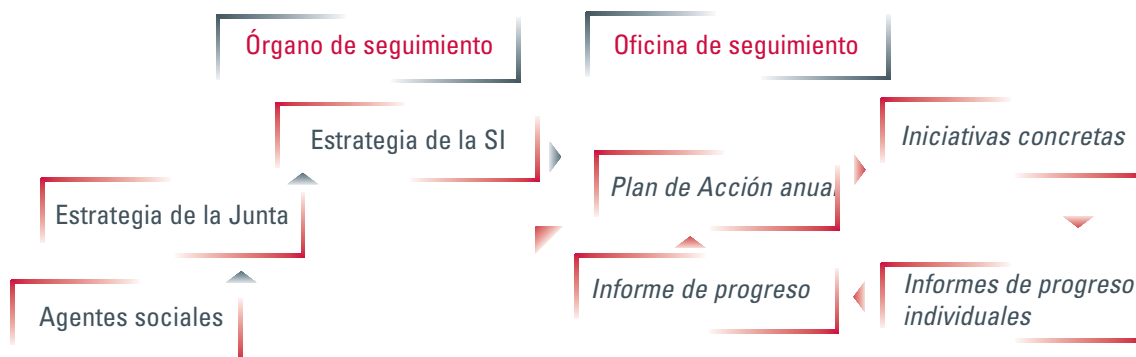 Órgano de seguimiento
Oficina de seguimiento
Estrategia de la SI
Iniciativas concretas
Plan de Acción anual
Estrategia de la Junta
Informe de progreso
Informes de progreso
individuales
Agentes sociales